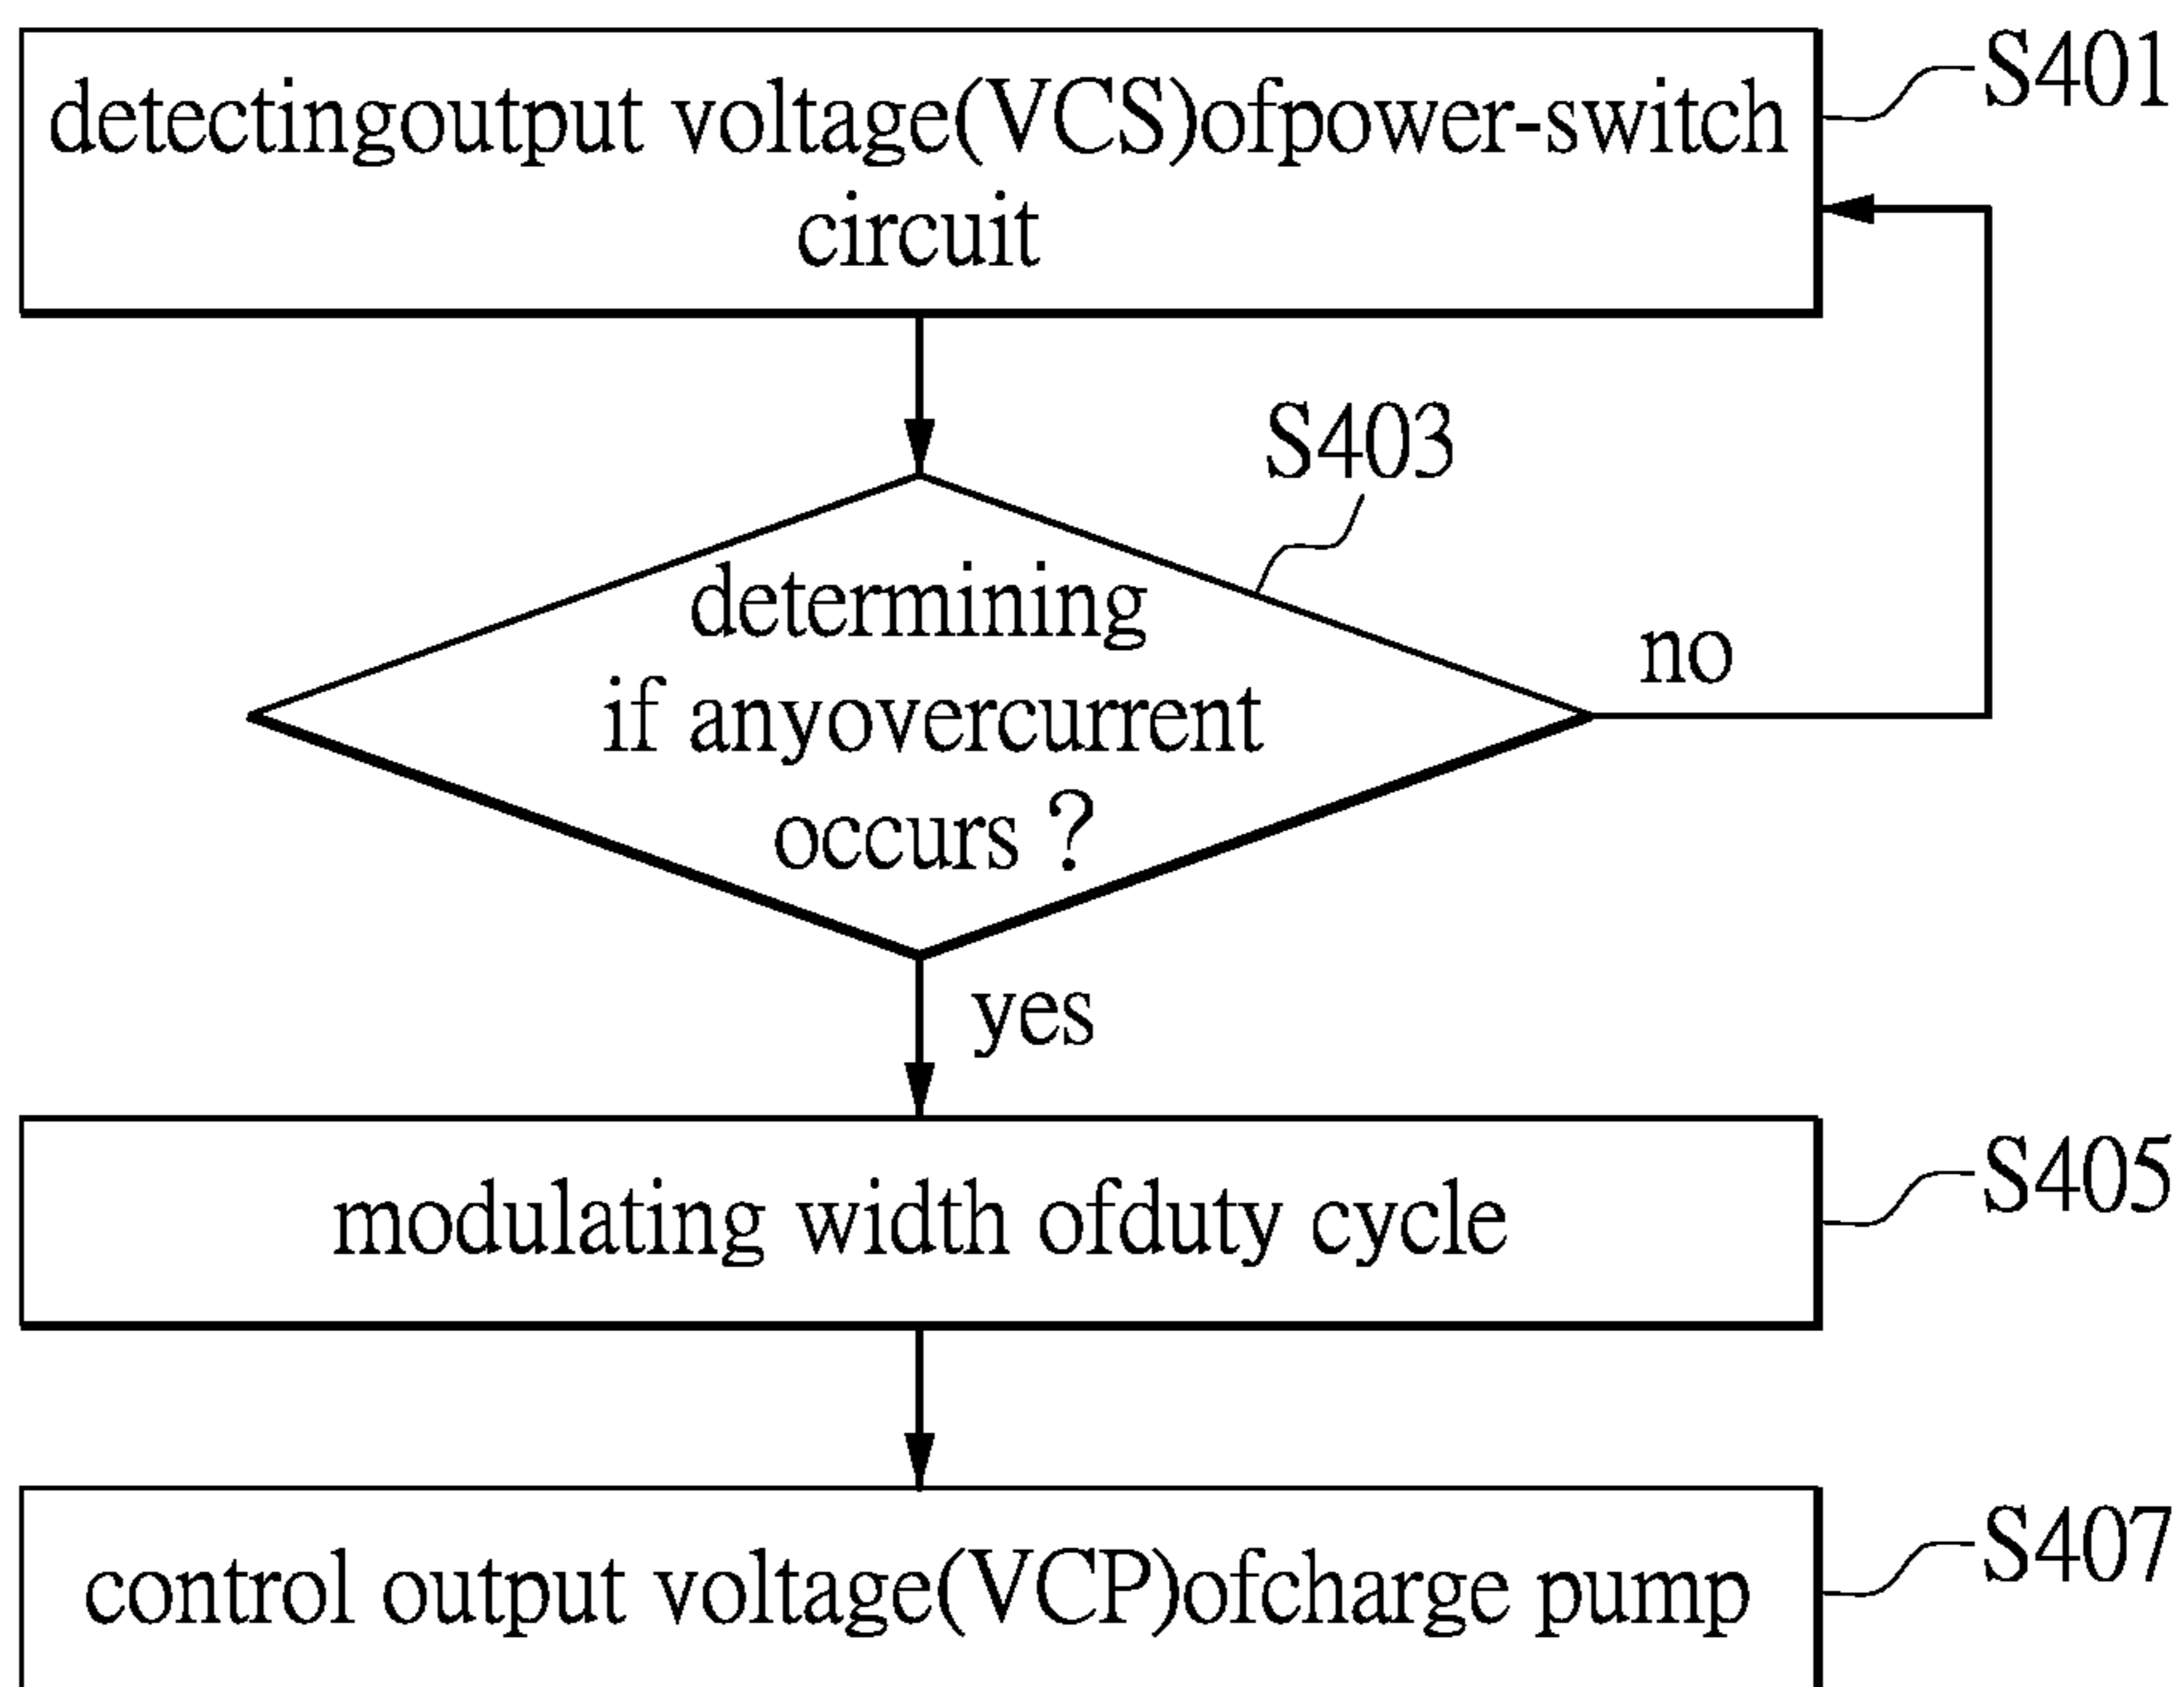 detectingoutput voltage(VCS)ofpower-switch
circuit
S401
S403
determining
if anyovercurrent
occurs ?
no
yes
modulating width ofduty cycle
S405
control output voltage(VCP)ofcharge pump
S407